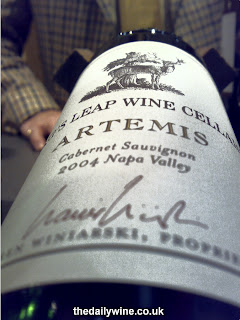 LEAP WINE CELLA
ARTEMIS
Cabernet Sauvignon
2004 Napa Valley
WINIARSKI, PROPRI
thedailywine.co.uk